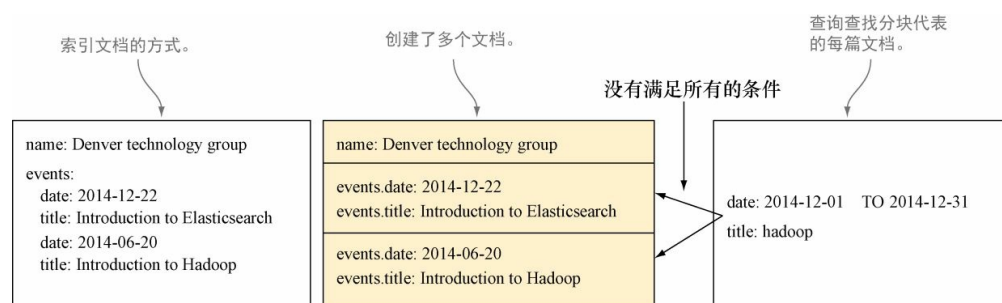 索引文档的方式。
创建了多个文档。
查询查找分块代表
的每篇文档。
没有满足所有的条件
name: Denver technology group
events:
date: 2014-12-22
title: Introduction to Elasticsearch
date: 2014-06-20
title: Introduction to Hadoop
name: Denver technology group
events.date: 2014-12-22
events.title: Introduction to Elasticsearch
events.date: 2014-06-20
events.title: Introduction to Hadoop
date: 2014-12-01 TO 2014-12-31
title: hadoop